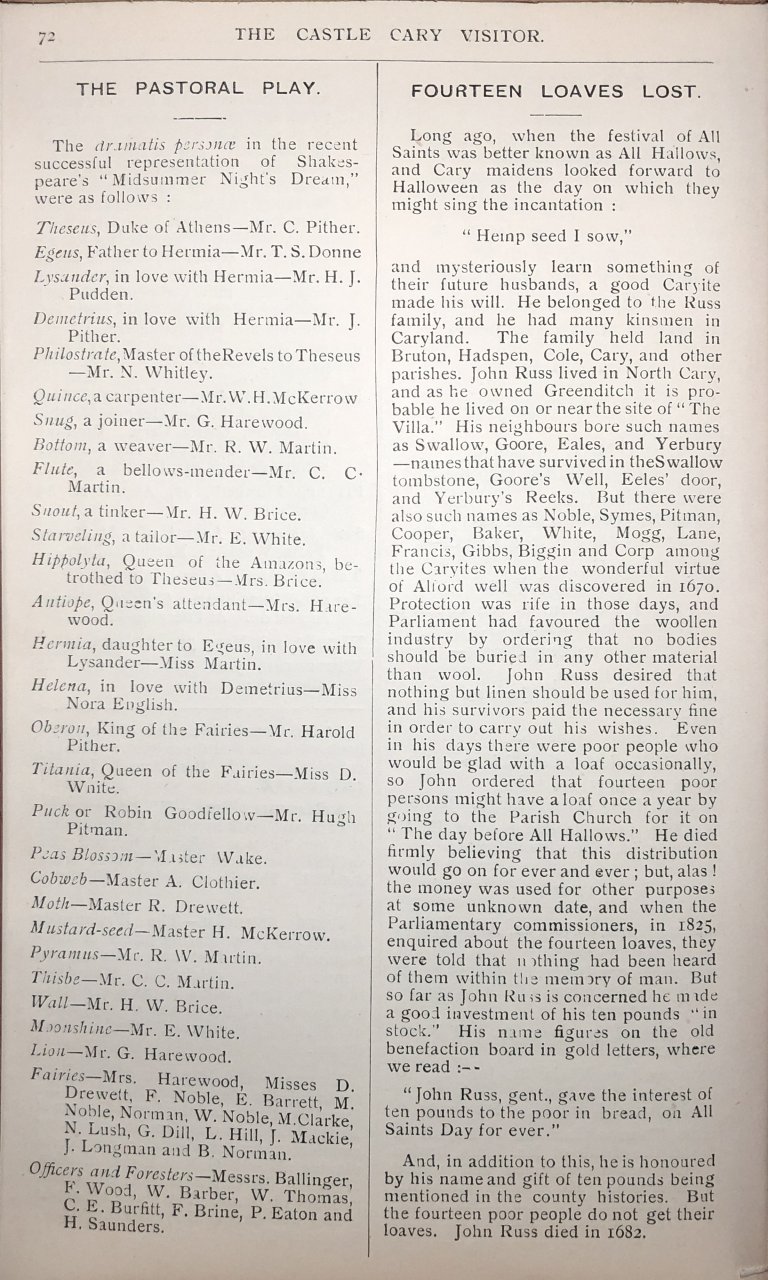 72
THE CASTLE CARY VISITOR.
THE PASTORAL PLAY.
The dramatis personæ in the recent
successful representation of Shakes-
peare's "Midsummer Night's Dream,"
were as follows :
Theseus, Duke of Athens—Mr. C. Pither.
Egeus, Father to Hermia—Mr. T. S. Donne
Lysander, in love with Hermia—Mr. H. J.
Pudden.
Demetrius, in love with Hermia—Mr. J.
Pither.
Philostrate, Master of the Revels to Theseus
—Mr. N. Whitley.
Quince, a carpenter—Mr. W. H. McKerrow
Snug, a joiner—Mr. G. Harewood.
Bottom, a weaver—Mr. R. W. Martin.
Flute, a bellows-mender—Mr. C. C.
Martin.
Snout, a tinker—Mr. H. W. Brice.
Starveling, a tailor—Mr. E. White.
Hippolyta, Queen of the Amazons, be-
trothed to Theseus—Mrs. Brice.
Antiope, Queen's attendant—Mrs. Hare-
wood.
Hermia, daughter to Egeus, in love with
Lysander—Miss Martin.
Helena, in love with Demetrius—Miss
Nora English.
Oberon, King of the Fairies—Mr. Harold
Pither.
Titania, Queen of the Fairies—Miss D.
White.
Puck or Robin Goodfellow—Mr. Hugh
Pitman.
Peas Blossom—Master Wake.
Cobweb—Master A. Clothier.
Moth—Master R. Drewett.
Mustard-seed—Master H. McKerrow.
Pyramus—Mr. R. W. Martin.
Thisbe—Mr. C. C. Martin.
Wall—Mr. H. W. Brice.
Moonshine—Mr. E. White.
Lion—Mr. G. Harewood.
Fairies—Mrs. Harewood, Misses D.
Drewett, F. Noble, E. Barrett, M.
Noble, Norman, W. Noble, M. Clarke,
N. Lush, G. Dill, L. Hill, J. Mackie,
J. Longman and B. Norman.
Officers and Foresters—Messrs. Ballinger,
F. Wood, W. Barber, W. Thomas,
C. E. Burfitt, F. Brine, P. Eaton and
H. Saunders.
FOURTEEN LOAVES LOST.
Long ago, when the festival of All
Saints was better known as All Hallows,
and Cary maidens looked forward to
Halloween as the day on which they
might sing the incantation :
" Hemp seed I sow,"
and mysteriously learn something of
their future husbands, a good Caryite
made his will. He belonged to the Russ
family, and he had many kinsmen in
Caryland. The family held land in
Bruton, Hadspen, Cole, Cary, and other
parishes. John Russ lived in North Cary,
and as he owned Greenditch it is pro-
bable he lived on or near the site of " The
Villa." His neighbours bore such names
as Swallow, Goore, Eales, and Yerbury
—names that have survived in the Swallow
tombstone, Goore's Well, Eeles' door,
and Yerbury's Reeks. But there were
also such names as Noble, Symes, Pitman,
Cooper, Baker, White, Mogg, Lane,
Francis, Gibbs, Biggin and Corp among
the Caryites when the wonderful virtue
of Alford well was discovered in 1670.
Protection was rife in those days, and
Parliament had favoured the woollen
industry by ordering that no bodies
should be buried in any other material
than wool. John Russ desired that
nothing but linen should be used for him,
and his survivors paid the necessary fine
in order to carry out his wishes. Even
in his days there were poor people who
would be glad with a loaf occasionally,
so John ordered that fourteen poor
persons might have a loaf once a year by
going to the Parish Church for it on
" The day before All Hallows." He died
firmly believing that this distribution
would go on for ever and ever ; but, alas !
the money was used for other purposes
at some unknown date, and when the
Parliamentary commissioners, in 1825,
enquired about the fourteen loaves, they
were told that nothing had been heard
of them within the memory of man. But
so far as John Russ is concerned he made
a good investment of his ten pounds " in
stock." His name figures on the old
benefaction board in gold letters, where
we read :--
" John Russ, gent., gave the interest of
ten pounds to the poor in bread, on All
Saints Day for ever."
And, in addition to this, he is honoured
by his name and gift of ten pounds being
mentioned in the county histories. But
the fourteen poor people do not get their
loaves. John Russ died in 1682.